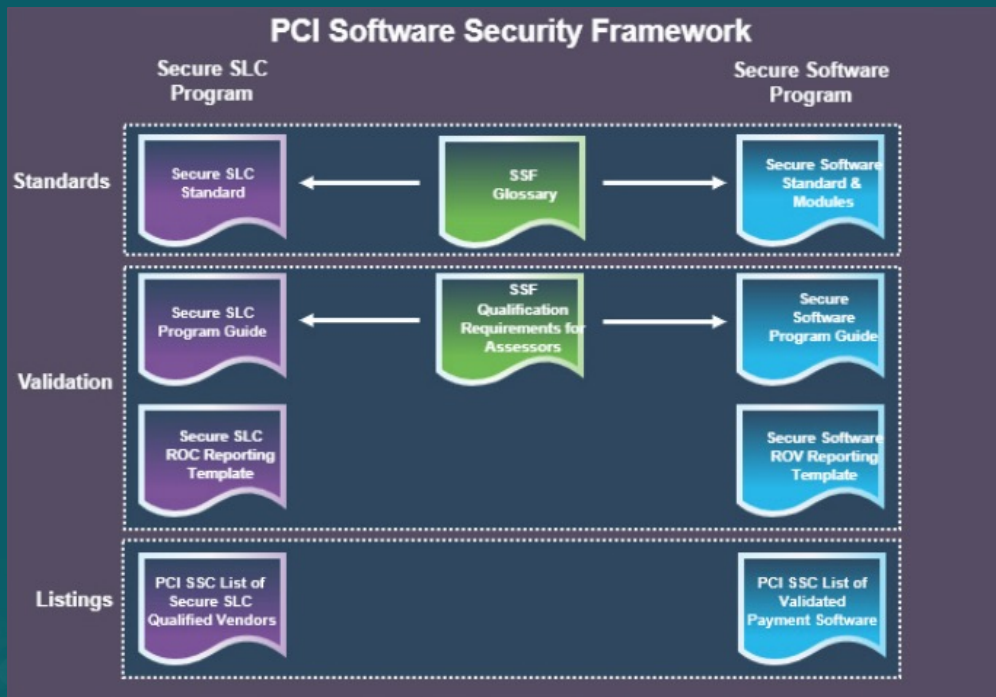 PCI Software Security Framework
Secure SLC
Program
Secure Software
Program
Standards
Secure SLC
Standard
SSF
Glossary
Secure Software
Standard &
Modules
Validation
Secure SLC
Program Guide
SSF
Qualification
Requirements for
Assessors
Secure
Software
Program Guide
Secure SLC
ROC Reporting
Template
Secure Software
ROV Reporting
Template
Listings
PCI SSC List of
Secure SLC
Qualified Vendors
PCI SSC List of
Validated
Payment Software